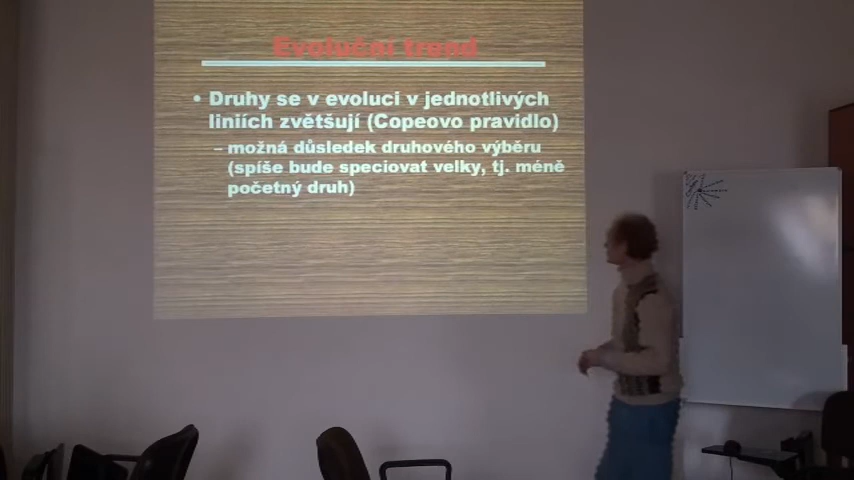 Evoluční trend
• Druhy se v evoluci v jednotlivých
liniích zvětšují (Copeovo pravidlo)
– možná důsledek druhového výběru
(spíše bude speciovat velky, tj. méně
početný druh)